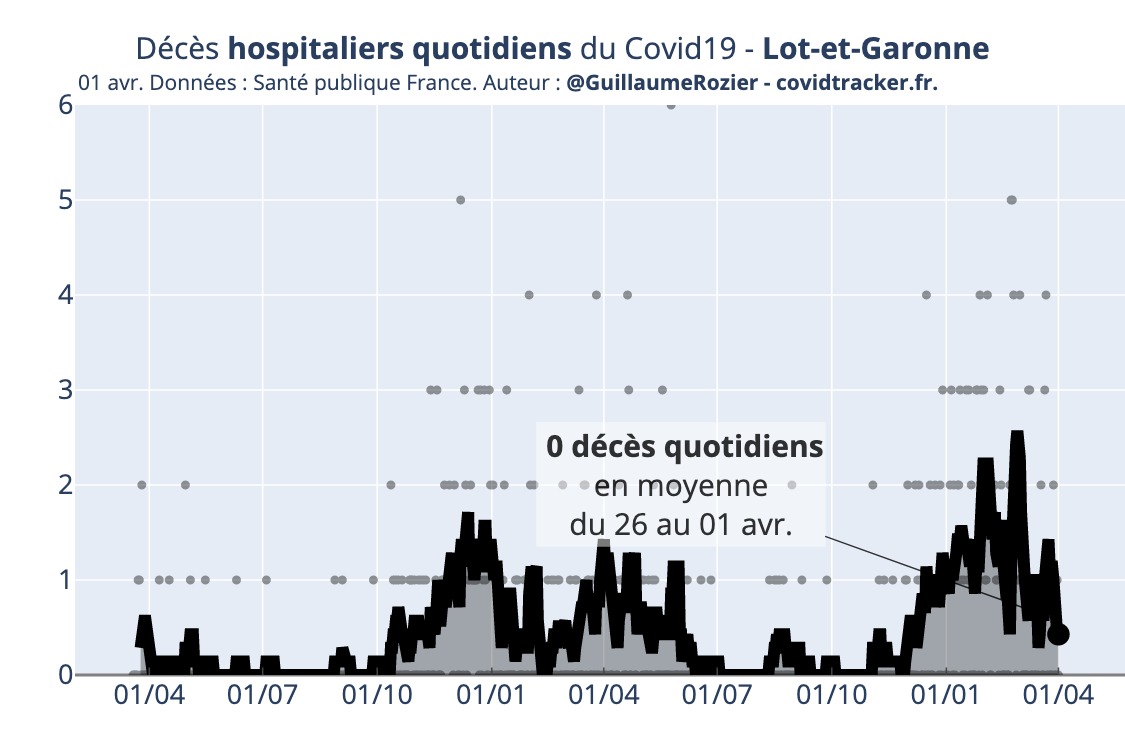 Décès hospitaliers quotidiens du Covid19 - Lot-et-Garonne
01 avr. Données : Santé publique France. Auteur : @GuillaumeRozier - covidtracker.fr.
6
5
4
3
0 décès quotidiens
2
en moyenne
du 26 au 01 avr.
1
0
01/04 01/07 01/10 01/01 01/04 01/07 01/10 01/01 01/04